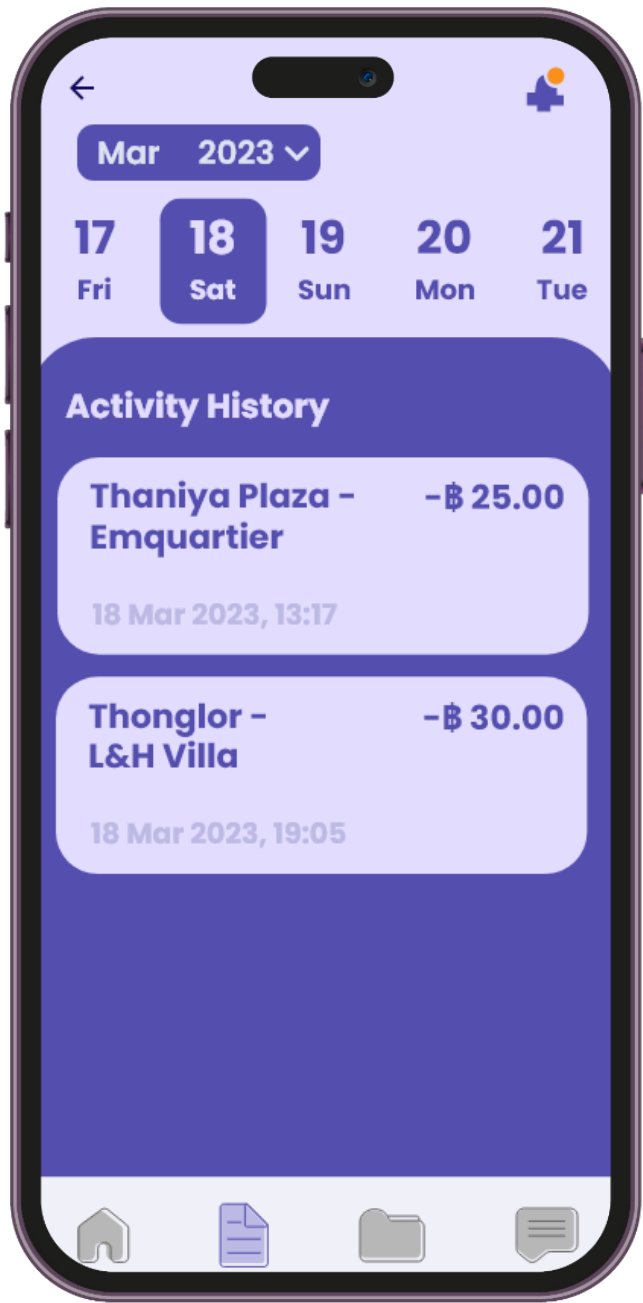 Mar 2023
17 18 19 20 21
Fri Sat Sun Mon Tue
Activity History
Thaniya Plaza - -฿ 25.00
Emquartier
18 Mar 2023, 13:17
Thonglor - -฿ 30.00
L&H Villa
18 Mar 2023, 19:05